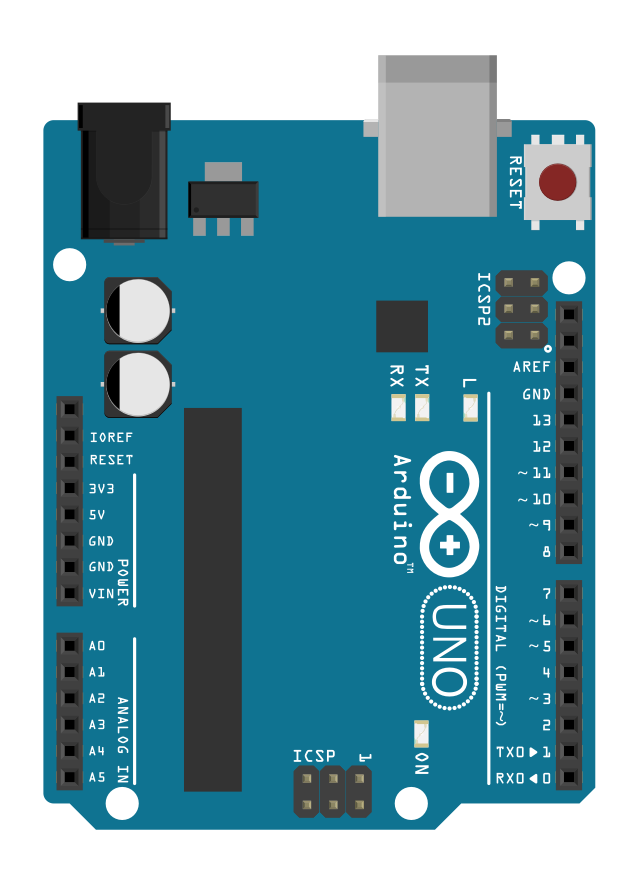 RESET
ICSP2
RX
TX
L
AREF
GND
13
12
~11
~10
~9
8
Arduino™
UNO
IOREF
RESET
3V3
5V
GND
GND
VIN
POWER
A0
A1
A2
A3
A4
A5
ANALOG IN
DIGITAL (PWM=~)
7
~6
~5
4
~3
2
TX0▶1
RX0◀0
ON
ICSP
1